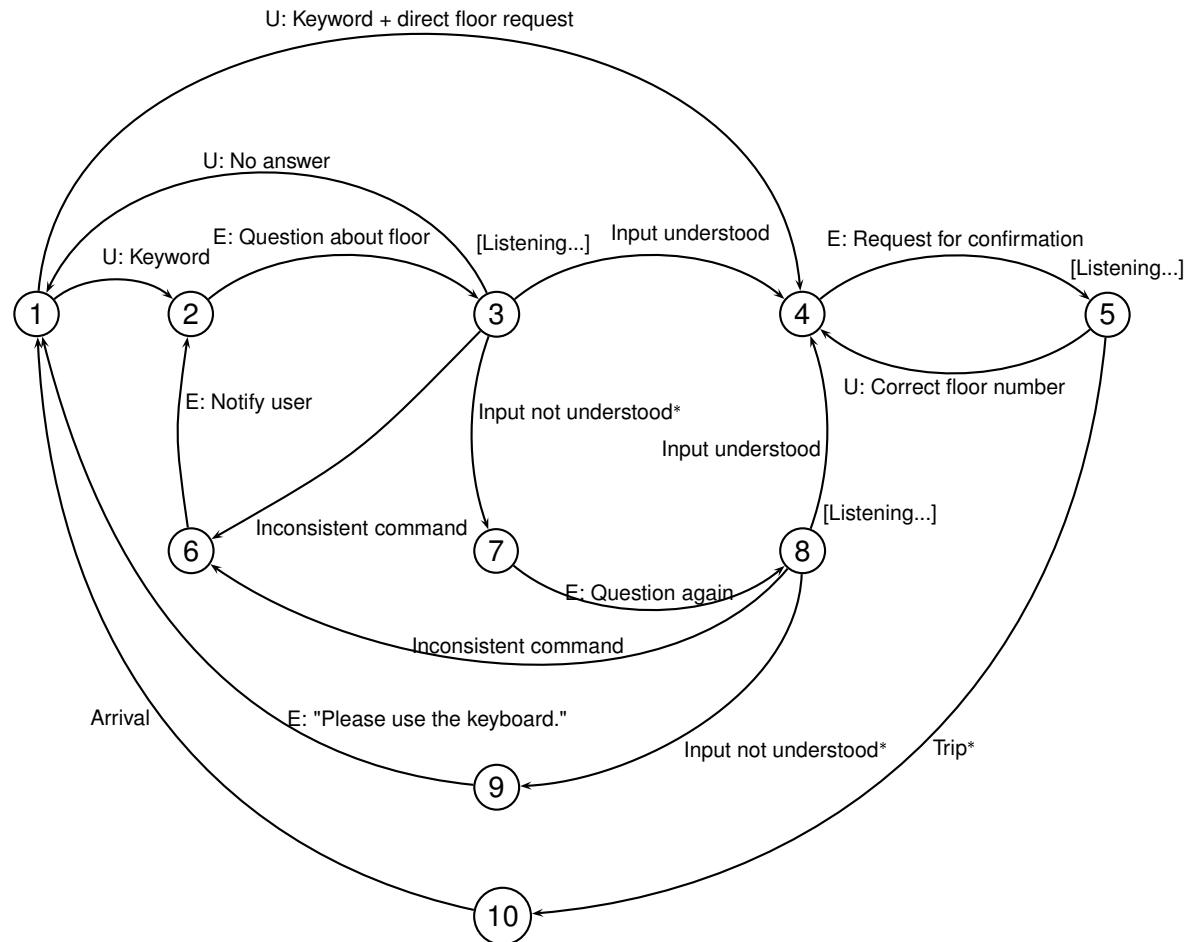 U: Keyword + direct floor request
U: No answer
E: Question about floor
[Listening...]
Input understood
E: Request for confirmation
U: Keyword
[Listening...]
1
2
3
4
5
U: Correct floor number
E: Notify user
Input not understood*
Input understood
[Listening...]
Inconsistent command
6
7
8
E: Question again
Inconsistent command
Arrival
E: "Please use the keyboard."
Input not understood*
Trip*
9
10